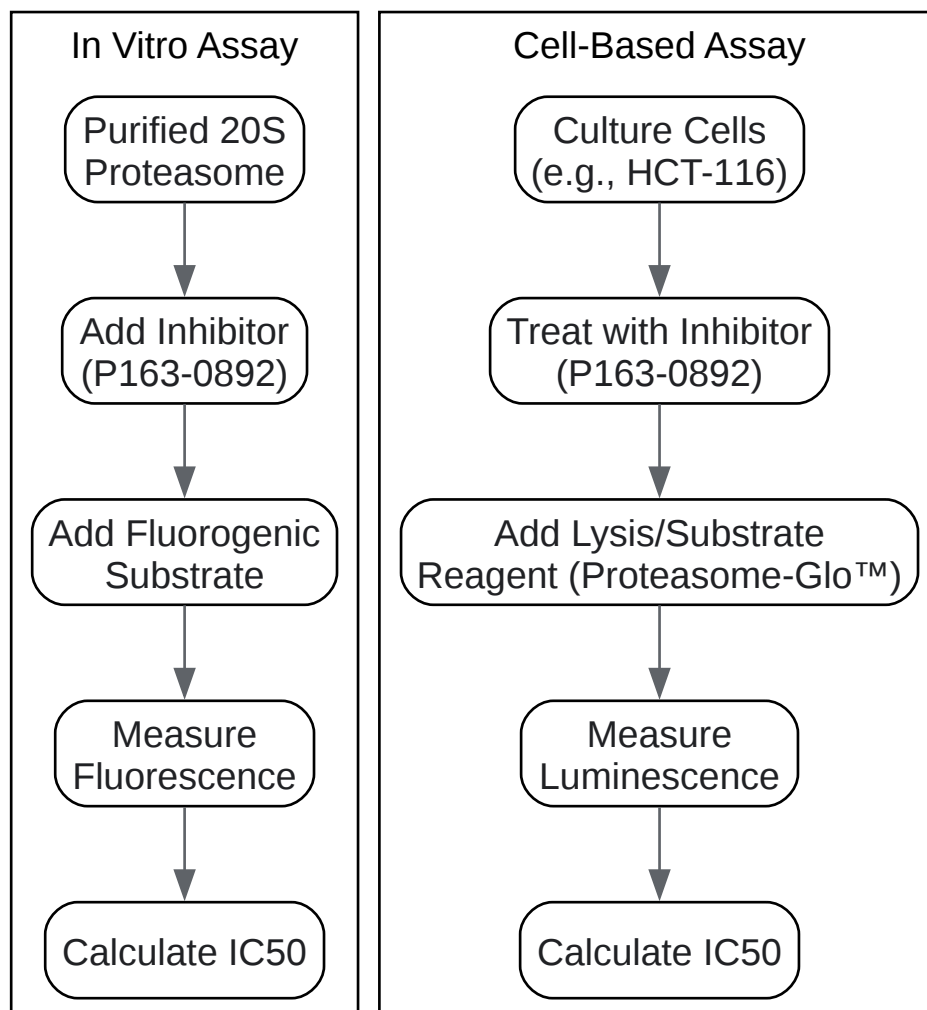 In Vitro Assay
Purified 20S
Proteasome
Add Inhibitor
(P163-0892)
Add Fluorogenic
Substrate
Measure
Fluorescence
Calculate IC50
Cell-Based Assay
Culture Cells
(e.g., HCT-116)
Treat with Inhibitor
(P163-0892)
Add Lysis/Substrate
Reagent (Proteasome-Glo™)
Measure
Luminescence
Calculate IC50